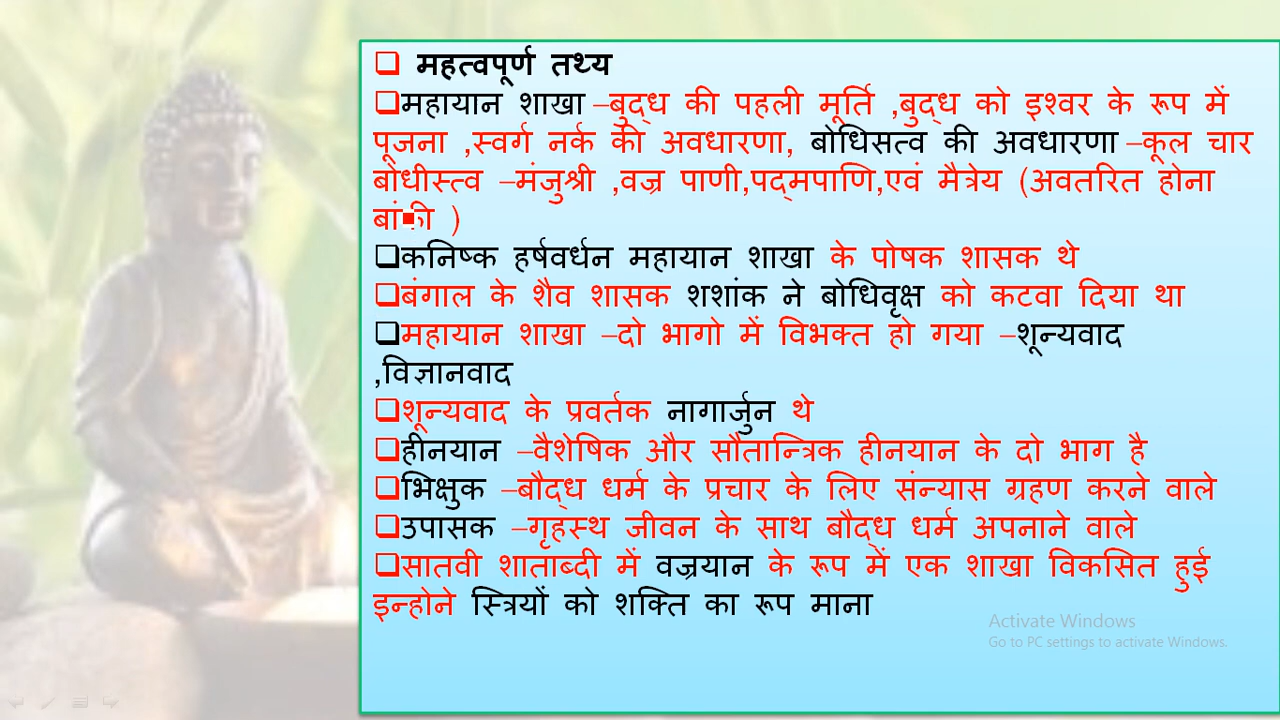 महत्वपूर्ण तथ्य
महायान शाखा –बुद्ध की पहली मूर्ति ,बुद्ध को इश्वर के रूप में
पूजना ,स्वर्ग नर्क की अवधारणा, बोधिसत्व की अवधारणा –कूल चार
बोधीस्त्व –मंजुश्री ,वज्र पाणी,पद्मपाणि,एवं मैत्रेय (अवतरित होना
)
कनिष्क हर्षवर्धन महायान शाखा के पोषक शासक थे
बंगाल के शैव शासक शशांक ने बोधिवृक्ष को कटवा दिया था
महायान शाखा –दो भागो में विभक्त हो गया –शून्यवाद
,विज्ञानवाद
शून्यवाद के प्रवर्तक नागार्जुन थे
हीनयान –वैशेषिक और सौतान्त्रिक हीनयान के दो भाग है
भिक्षुक –बौद्ध धर्म के प्रचार के लिए संन्यास ग्रहण करने वाले
उपासक –गृहस्थ जीवन के साथ बौद्ध धर्म अपनाने वाले
सातवी शाताब्दी में वज्रयान के रूप में एक शाखा विकसित हुई
इन्होने स्त्रियों को शक्ति का रूप माना
Activate Windows
Go to PC settings to activate Windows.